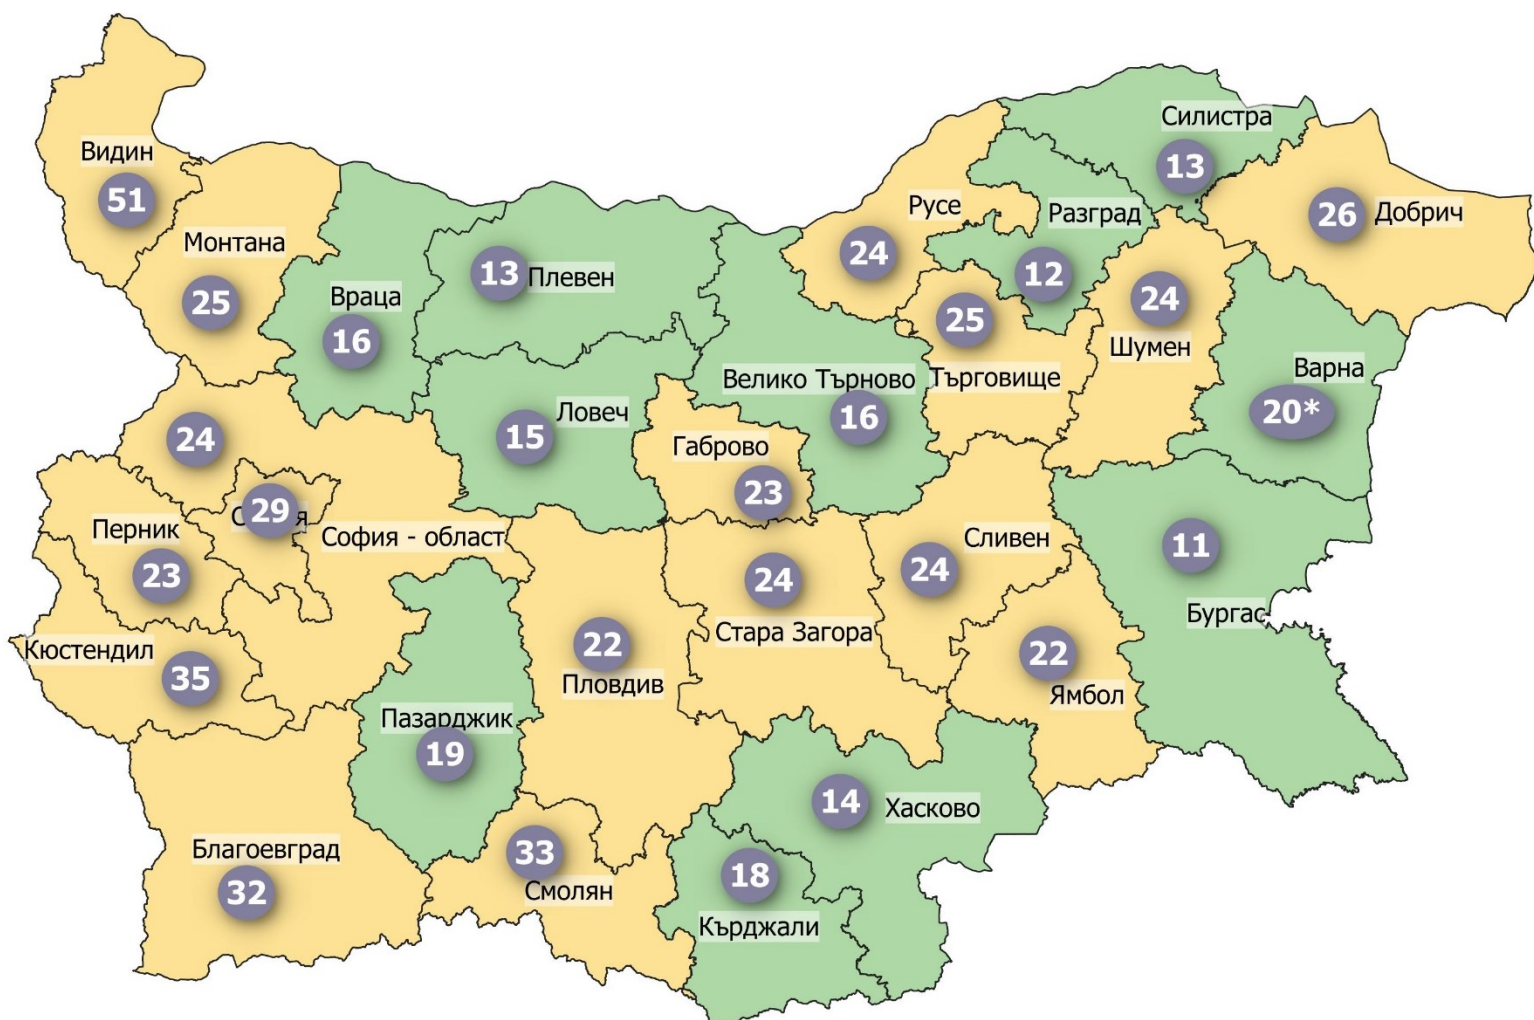 Силистра
13
Видин
51
Русе
24
Разград
12
26
Добрич
Монтана
25
13
Плевен
Враца
16
25
Търговище
24
Шумен
Варна
20*
Велико Търново
16
Ловеч
15
24
Габрово
23
29
София - област
Перник
23
Сливен
24
11
Бургас
24
Стара Загора
Кюстендил
35
22
Пловдив
22
Ямбол
Пазарджик
19
14
Хасково
Благоевград
32
33
Смолян
18
Кърджали